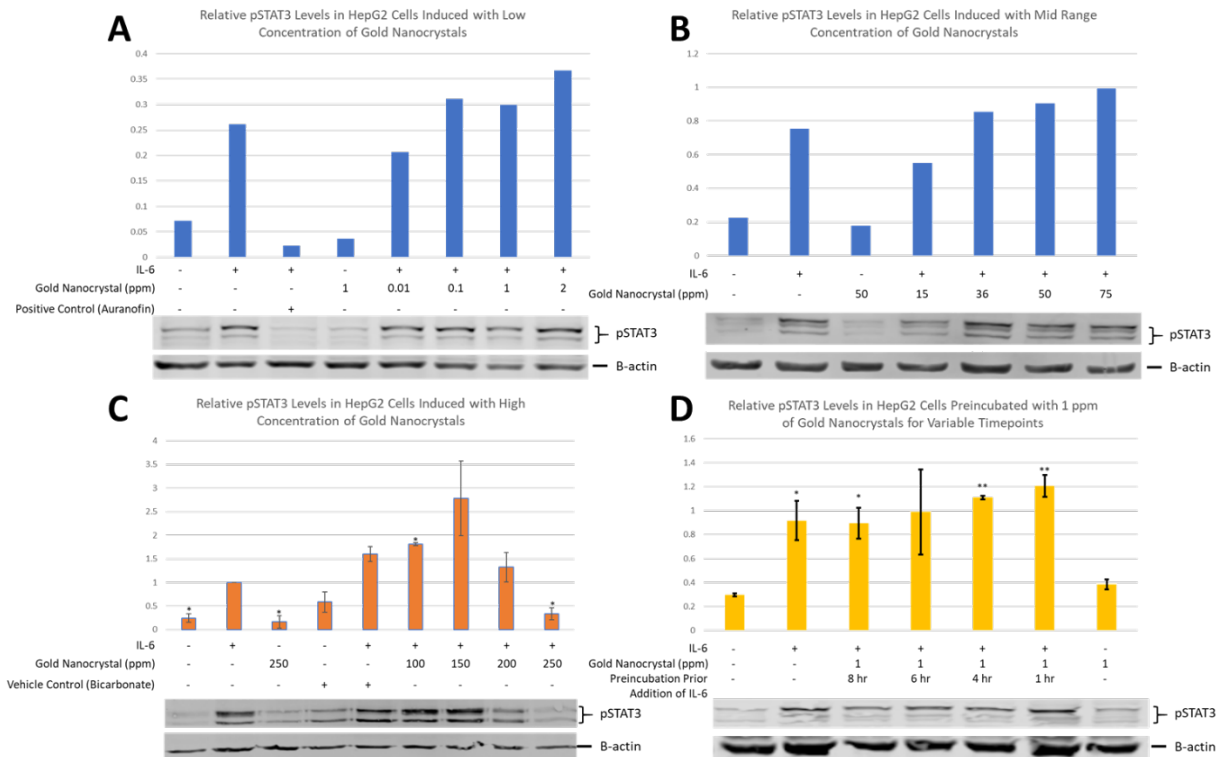 A
Relative pSTAT3 Levels in HepG2 Cells Induced with Low
Concentration of Gold Nanocrystals
0.4
0.35
0.3
0.25
0.2
0.15
0.1
0.05
0
IL-6 - + + - + + + +
Gold Nanocrystal (ppm) - - - 1 0.01 0.1 1 2
Positive Control (Auranofin) - - + - - - - -
pSTAT3
B-actin
B
Relative pSTAT3 Levels in HepG2 Cells Induced with Mid Range
Concentration of Gold Nanocrystals
1.2
1
0.8
0.6
0.4
0.2
0
IL-6 - + - + + + +
Gold Nanocrystal (ppm) - - 50 15 36 50 75
pSTAT3
B-actin
C
Relative pSTAT3 Levels in HepG2 Cells Induced with High
Concentration of Gold Nanocrystals
4
3.5
3
2.5
2
1.5
1
0.5
0
* * * *
IL-6 - + - - + + + + +
Gold Nanocrystal (ppm) - - 250 - - 100 150 200 250
Vehicle Control (Bicarbonate) - - - + + - - - -
pSTAT3
B-actin
D
Relative pSTAT3 Levels in HepG2 Cells Preincubated with 1 ppm
of Gold Nanocrystals for Variable Timepoints
1.6
1.4
1.2
1
0.8
0.6
0.4
0.2
0
* * ** **
IL-6 - + + + + + -
Gold Nanocrystal (ppm) - - 1 1 1 1 1
Preincubation Prior - - 8 hr 6 hr 4 hr 1 hr -
Addition of IL-6
pSTAT3
B-actin